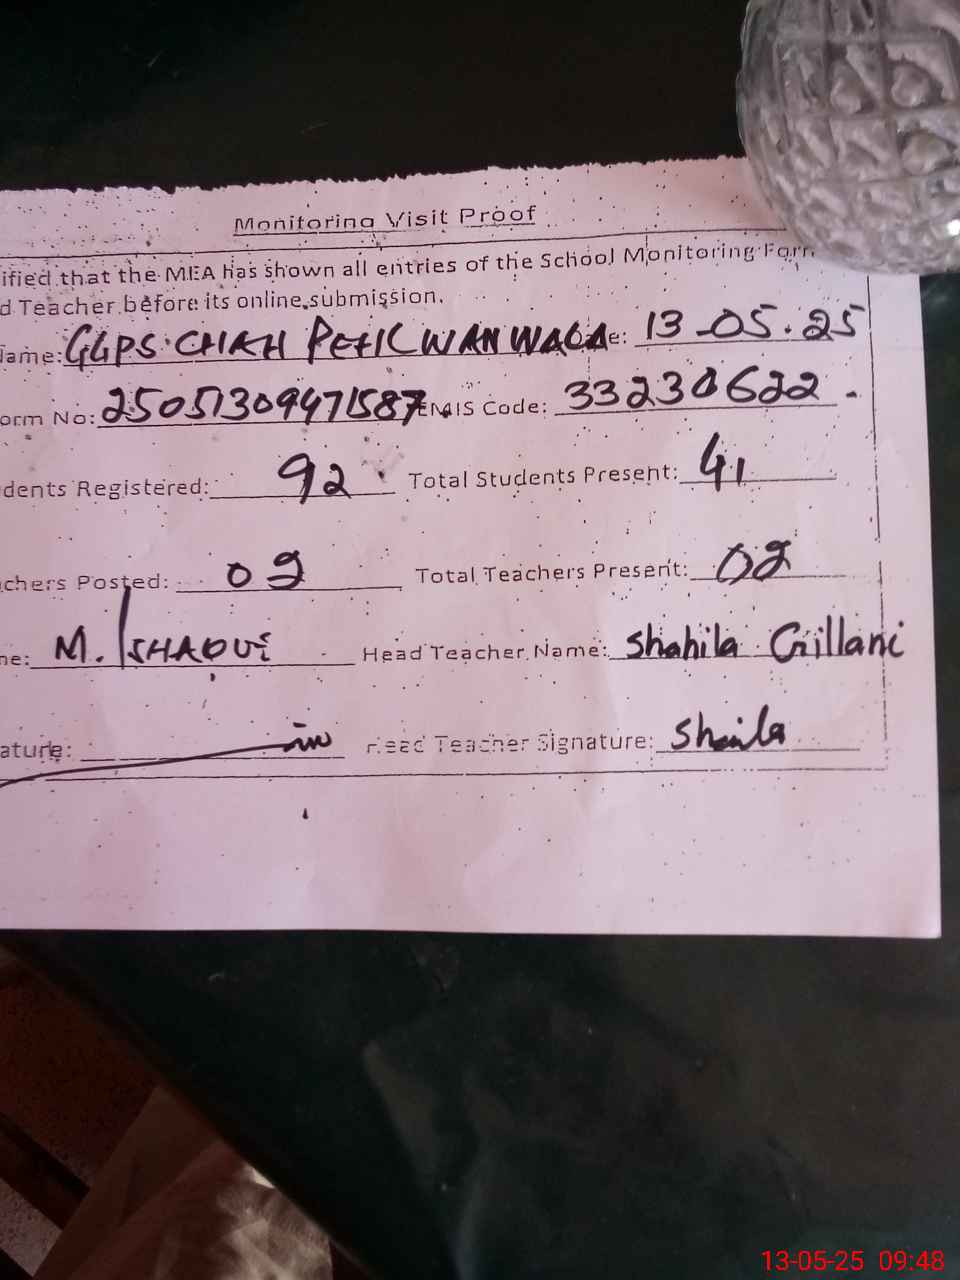 Monitoring Visit Proof
ified that the MEA has shown all entries of the School Monitoring Form
d Teacher before its online submission.
ame: GGPS CHAH PEHLWAN WALA e: 13-05.25
orm No: 25051309471587 EMIS Code: 33230622
dents Registered: 92 Total Students Present: 41
chers Posted: 02 Total Teachers Present: 02
ne: M. ISHAQUE Head Teacher Name: Shahila Gillani
ature: Head Teacher Signature: Shaila
13-05-25 09:48